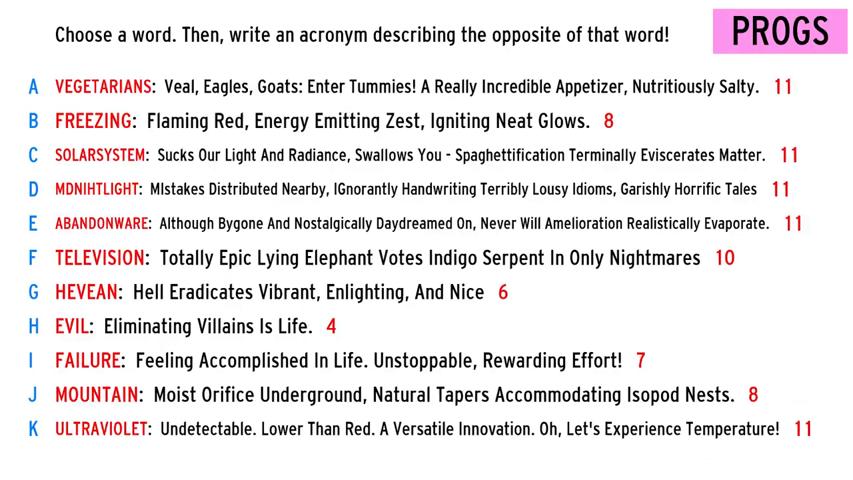 Choose a word. Then, write an acronym describing the opposite of that word!
PROGS
A VEGETARIANS: Veal, Eagles, Goats: Enter Tummies! A Really Incredible Appetizer, Nutritiously Salty. 11
B FREEZING: Flaming Red, Energy Emitting Zest, Igniting Neat Glows. 8
C SOLARSYSTEM: Sucks Our Light And Radiance, Swallows You - Spaghettification Terminally Eviscerates Matter. 11
D MDNIHTLIGHT: MIstakes Distributed Nearby, IGnorantly Handwriting Terribly Lousy Idioms, Garishly Horrific Tales 11
E ABANDONWARE: Although Bygone And Nostalgically Daydreamed On, Never Will Amelioration Realistically Evaporate. 11
F TELEVISION: Totally Epic Lying Elephant Votes Indigo Serpent In Only Nightmares 10
G HEVEAN: Hell Eradicates Vibrant, Enlighting, And Nice 6
H EVIL: Eliminating Villains Is Life. 4
I FAILURE: Feeling Accomplished In Life. Unstoppable, Rewarding Effort! 7
J MOUNTAIN: Moist Orifice Underground, Natural Tapers Accommodating Isopod Nests. 8
K ULTRAVIOLET: Undetectable. Lower Than Red. A Versatile Innovation. Oh, Let's Experience Temperature! 11